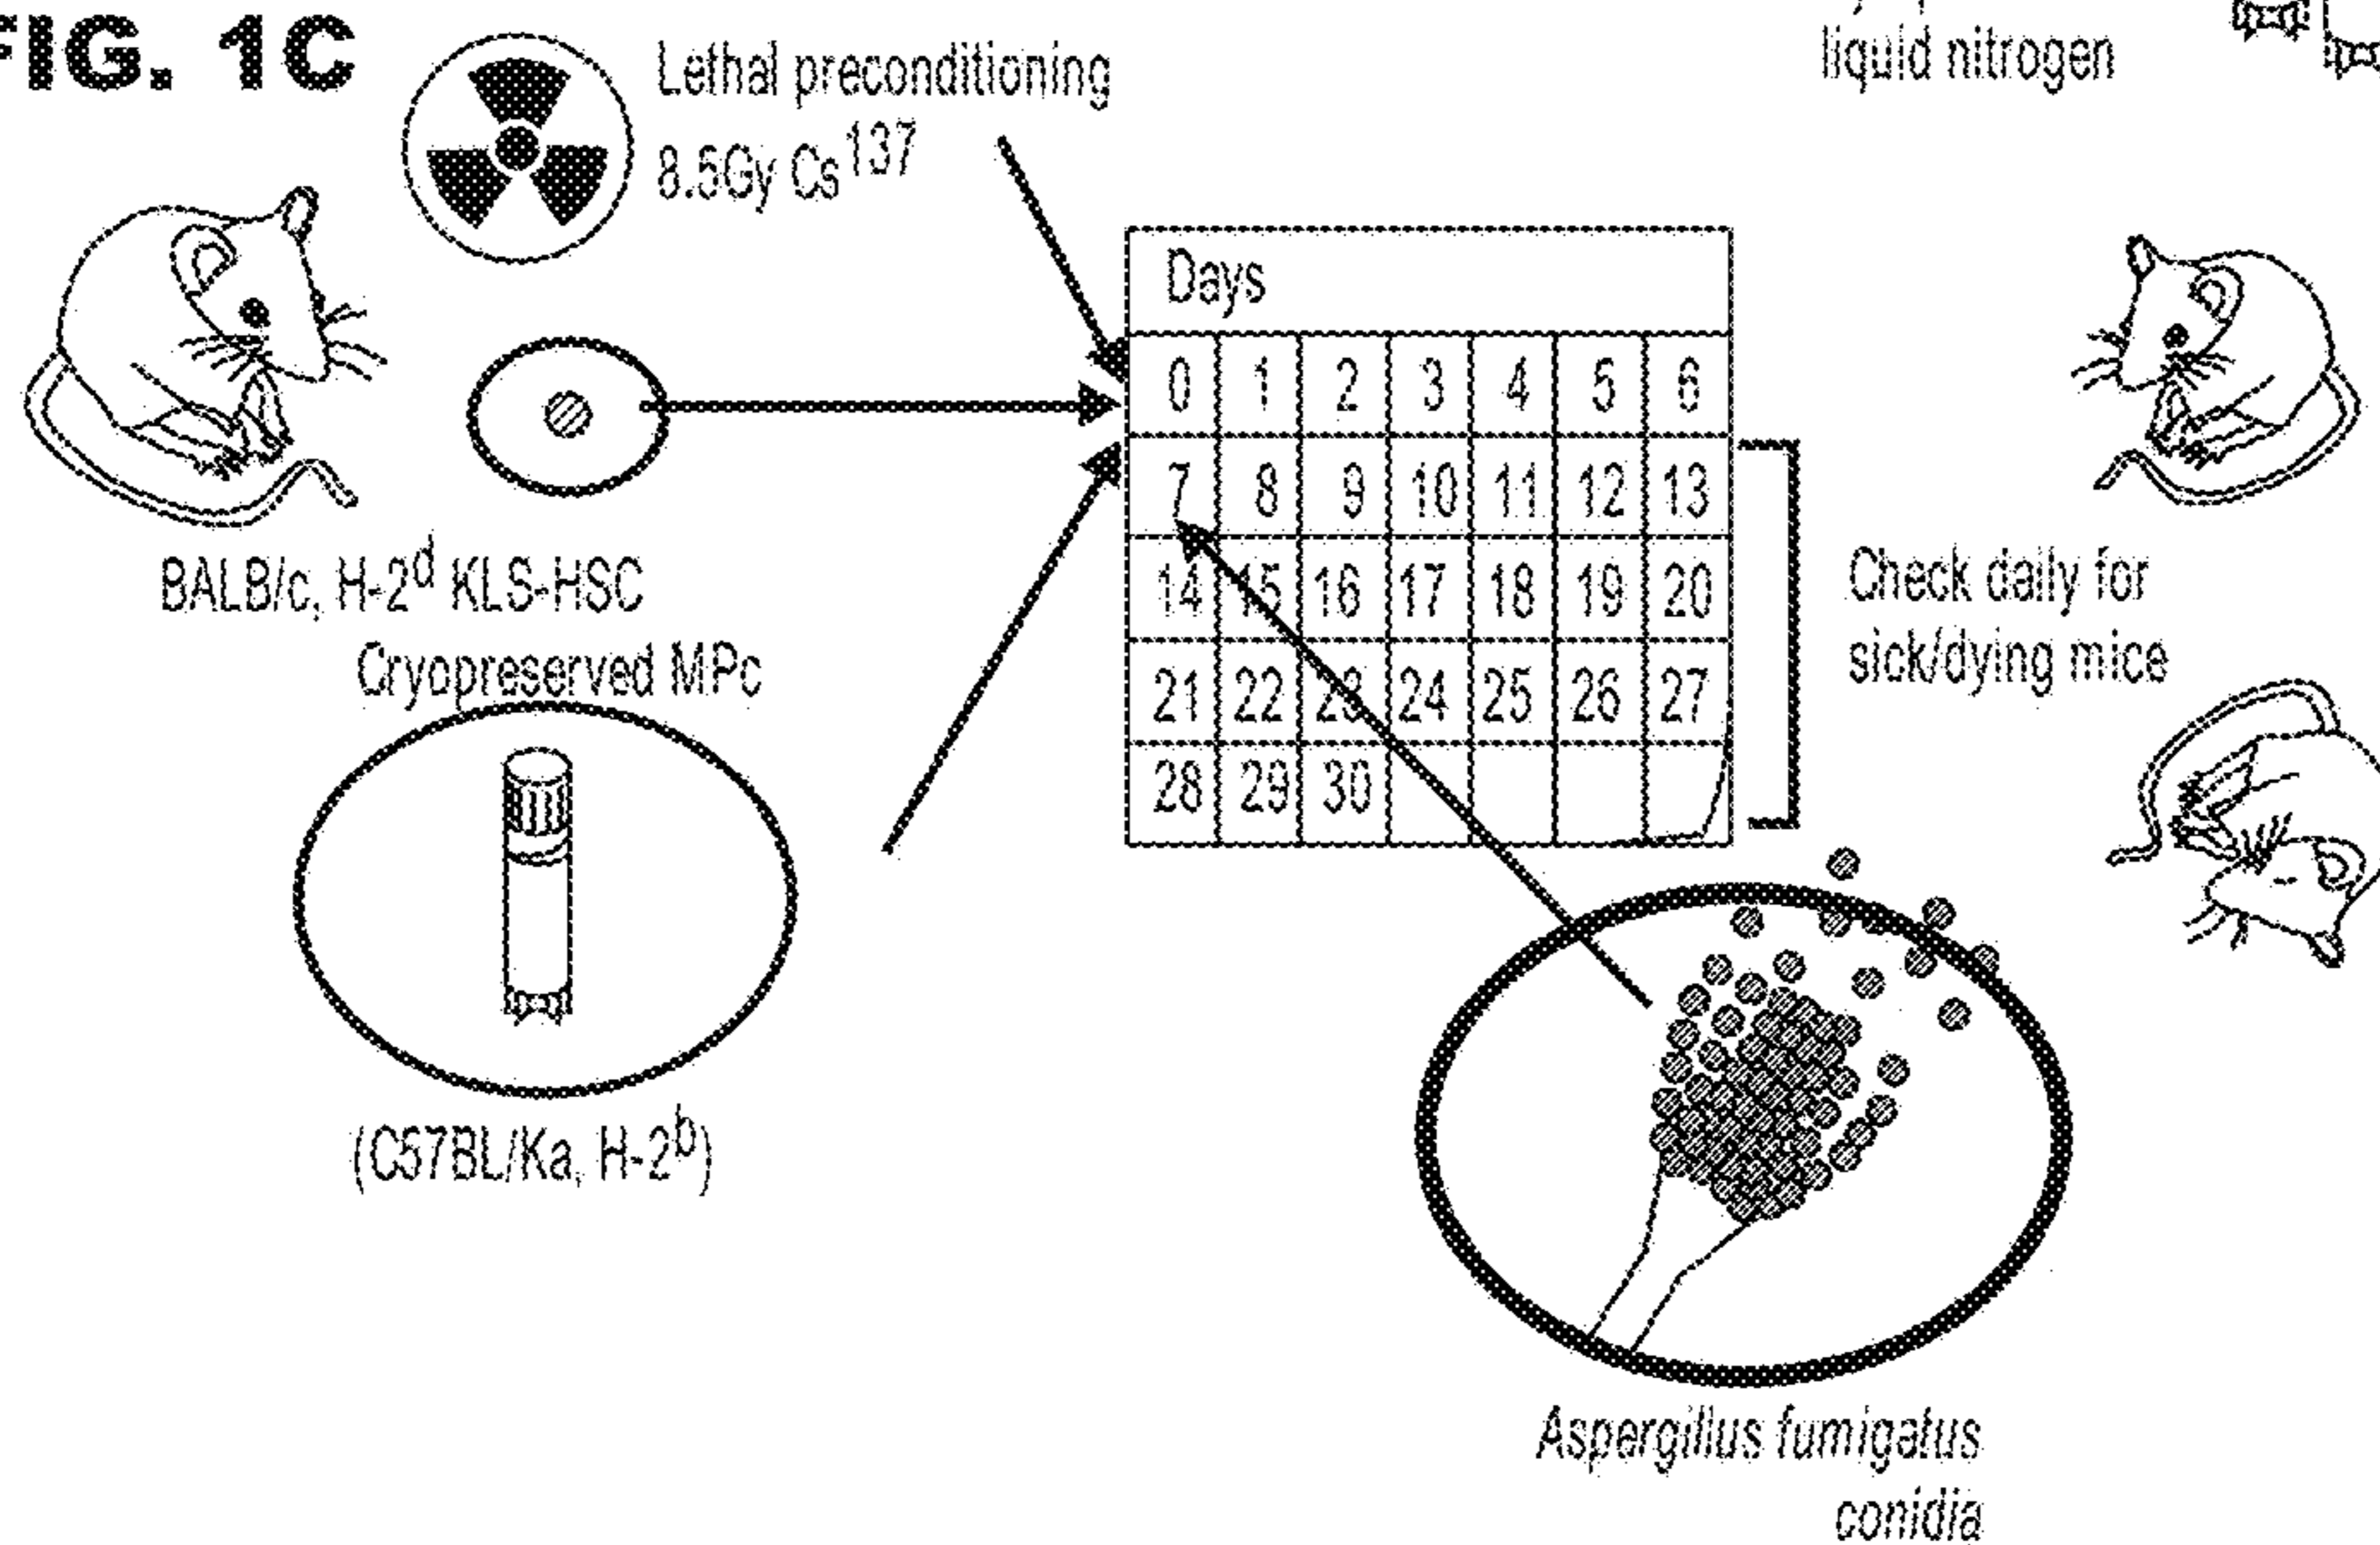 FIG. 1C
liquid nitrogen
Lethal preconditioning
8.5Gy Cs137
Days
0 1 2 3 4 5 6
7 8 9 10 11 12 13
14 15 16 17 18 19 20
21 22 23 24 25 26 27
28 29 30
BALB/c, H-2d KLS-HSC
Cryopreserved MPc
(C57BL/Ka, H-2b)
Check daily for
sick/dying mice
Aspergillus fumigatus
conidia